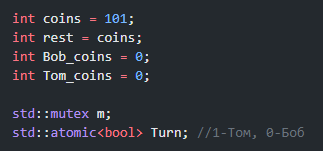 int coins = 101;
int rest = coins;
int Bob_coins = 0;
int Tom_coins = 0;
std::mutex m;
std::atomic<bool> Turn; //1-Том, 0-Боб